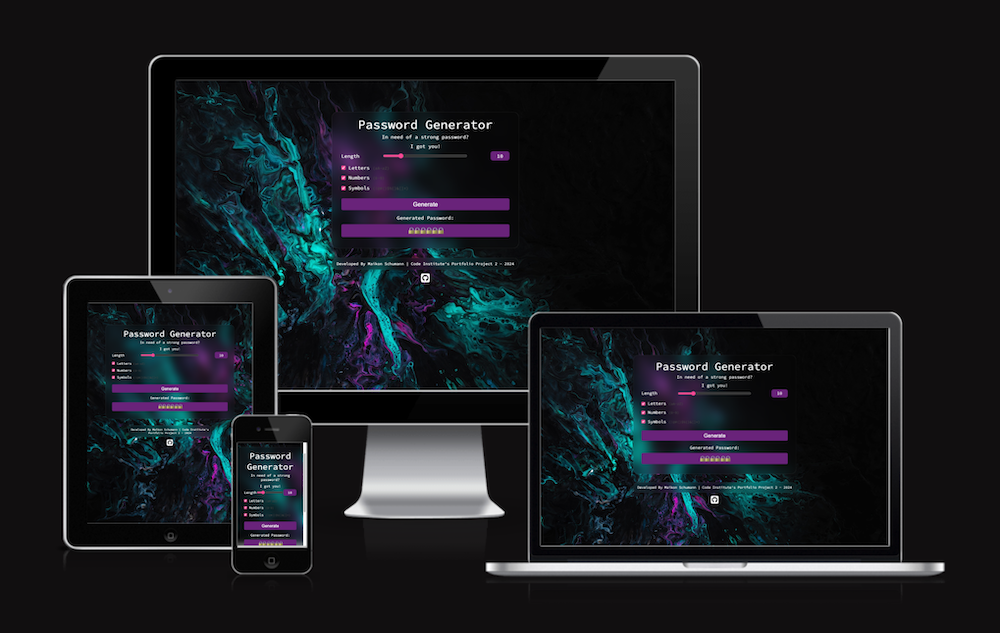 Password Generator
In need of a strong password?
I got you!
Length 10
Letters
Numbers
Symbols
Generate
Generated Password:
Developed By Maikon Schumann | Code Institute's Portfolio Project 2 - 2024
Password Generator
In need of a strong password?
I got you!
Length 10
Letters
Numbers
Symbols
Generate
Generated Password:
Developed By Maikon Schumann | Code Institute's
Portfolio Project 2 - 2024
Password
Generator
In need of a strong
password?
I got you!
Length 10
Letters
Numbers
Symbols
Generate
Generated Password:
Password Generator
In need of a strong password?
I got you!
Length 10
Letters
Numbers
Symbols
Generate
Generated Password:
Developed By Maikon Schumann | Code Institute's Portfolio Project 2 - 2024